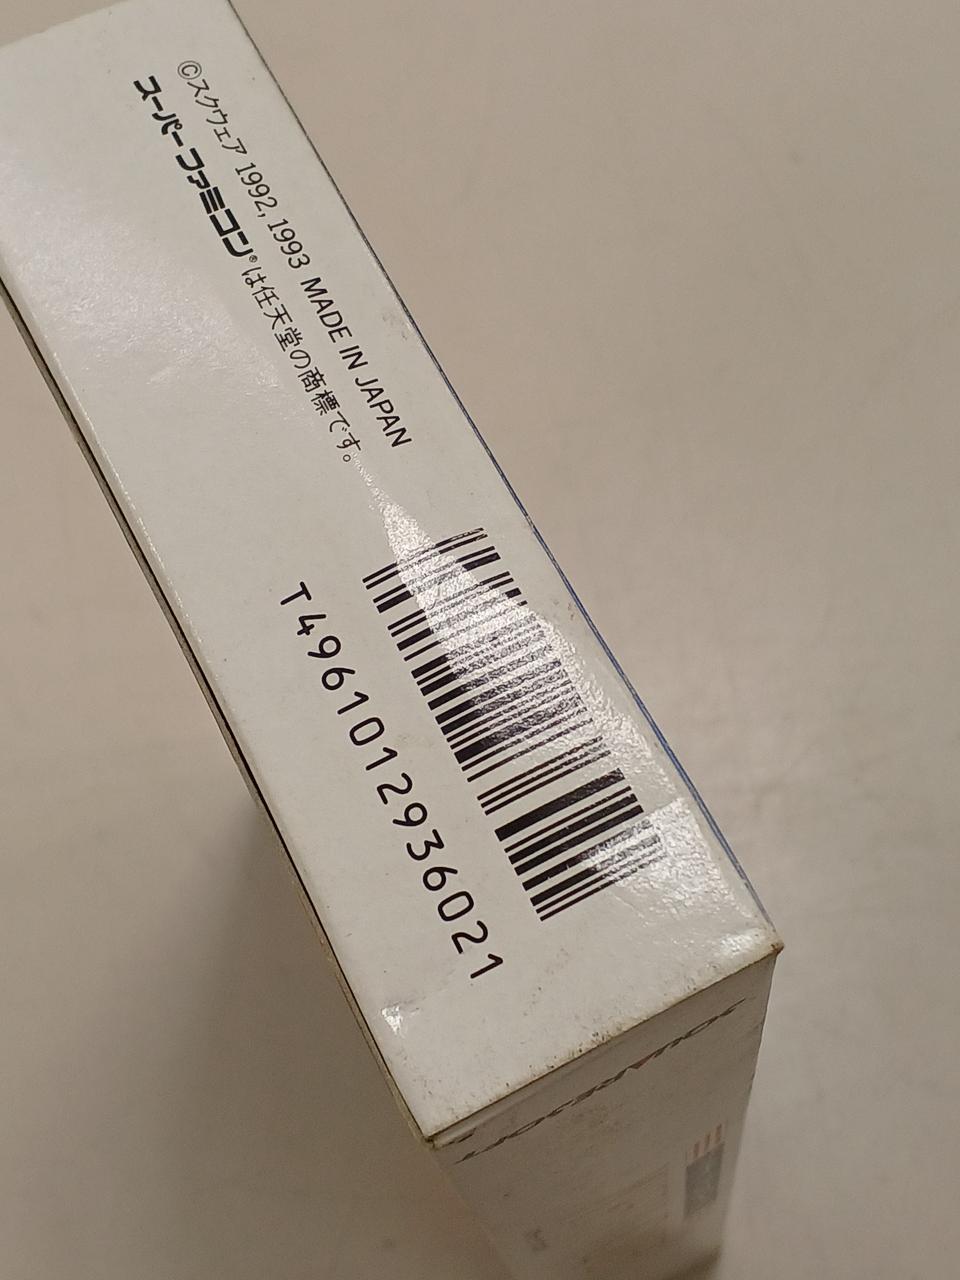 ©スクウェア 1992, 1993 MADE IN JAPAN
スーパーファミコン®は任天堂の商標です。
T4961012936021